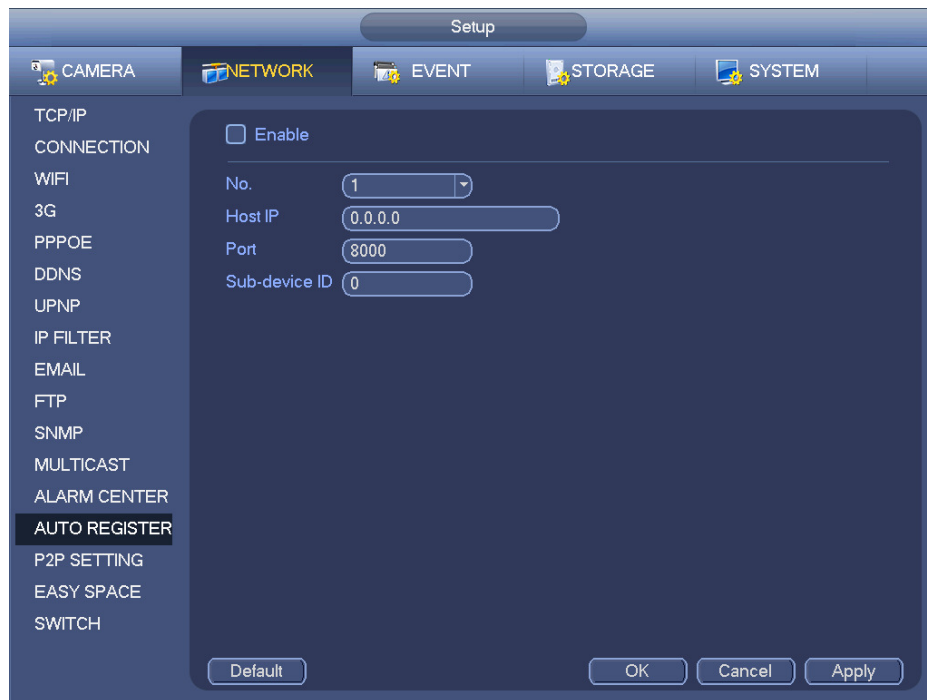 Setup
CAMERA NETWORK EVENT STORAGE SYSTEM
TCP/IP
CONNECTION
WIFI
3G
PPPOE
DDNS
UPNP
IP FILTER
EMAIL
FTP
SNMP
MULTICAST
ALARM CENTER
AUTO REGISTER
P2P SETTING
EASY SPACE
SWITCH
Enable
No. 1
Host IP 0.0.0.0
Port 8000
Sub-device ID 0
Default OK Cancel Apply